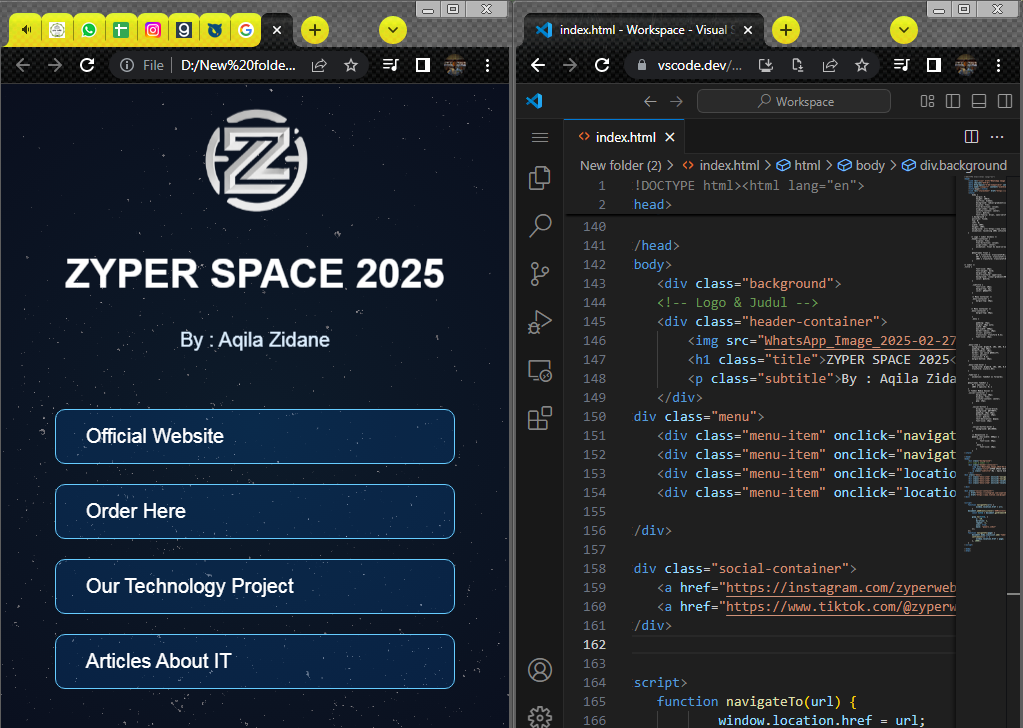 File
D:/New%20folde...
Z
ZYPER SPACE 2025
By : Aqila Zidane
Official Website
Order Here
Our Technology Project
Articles About IT
index.html - Workspace - Visual
vscode.dev/...
Workspace
index.html
New folder (2) > index.html > html > body > div.background
1 !DOCTYPE html><html lang="en">
2 head>
140
141 /head>
142 body>
143 <div class="background">
144 <!-- Logo & Judul -->
145 <div class="header-container">
146 <img src="WhatsApp_Image_2025-02-27
147 <h1 class="title">ZYPER SPACE 2025<
148 <p class="subtitle">By : Aqila Zida
149 </div>
150 div class="menu">
151 <div class="menu-item" onclick="navigat
152 <div class="menu-item" onclick="navigat
153 <div class="menu-item" onclick="locatio
154 <div class="menu-item" onclick="locatio
155
156 /div>
157
158 div class="social-container">
159 <a href="https://instagram.com/zyperweb
160 <a href="https://www.tiktok.com/@zyperw
161 /div>
162
163
164 script>
165 function navigateTo(url) {
166 window.location.href = url;